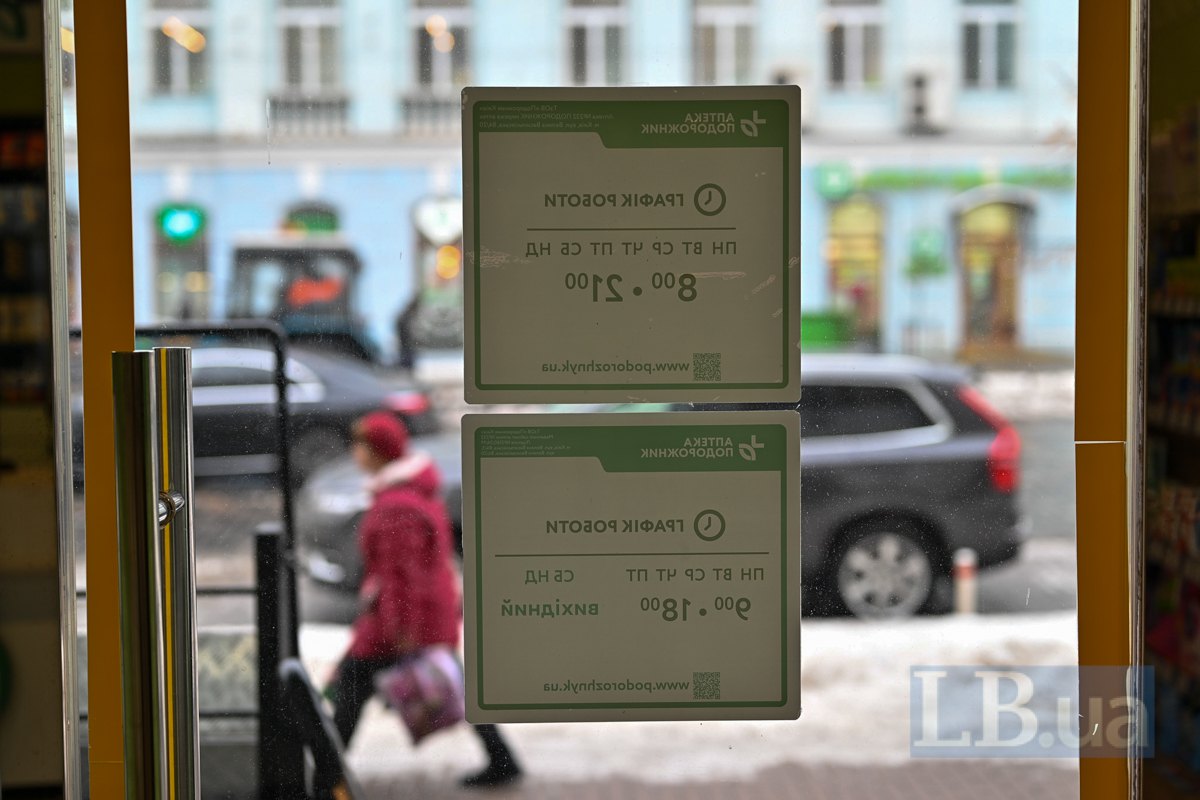 АПТЕКА
ПОДОРОЖНИК
ГРАФІК РОБОТИ
ПН ВТ СР ЧТ ПТ СБ НД
8⁰⁰ • 21⁰⁰
www.podorozhnyk.ua
АПТЕКА
ПОДОРОЖНИК
ГРАФІК РОБОТИ
ПН ВТ СР ЧТ ПТ СБ НД
9⁰⁰ • 18⁰⁰ ВИХІДНИЙ
www.podorozhnyk.ua
LB.ua